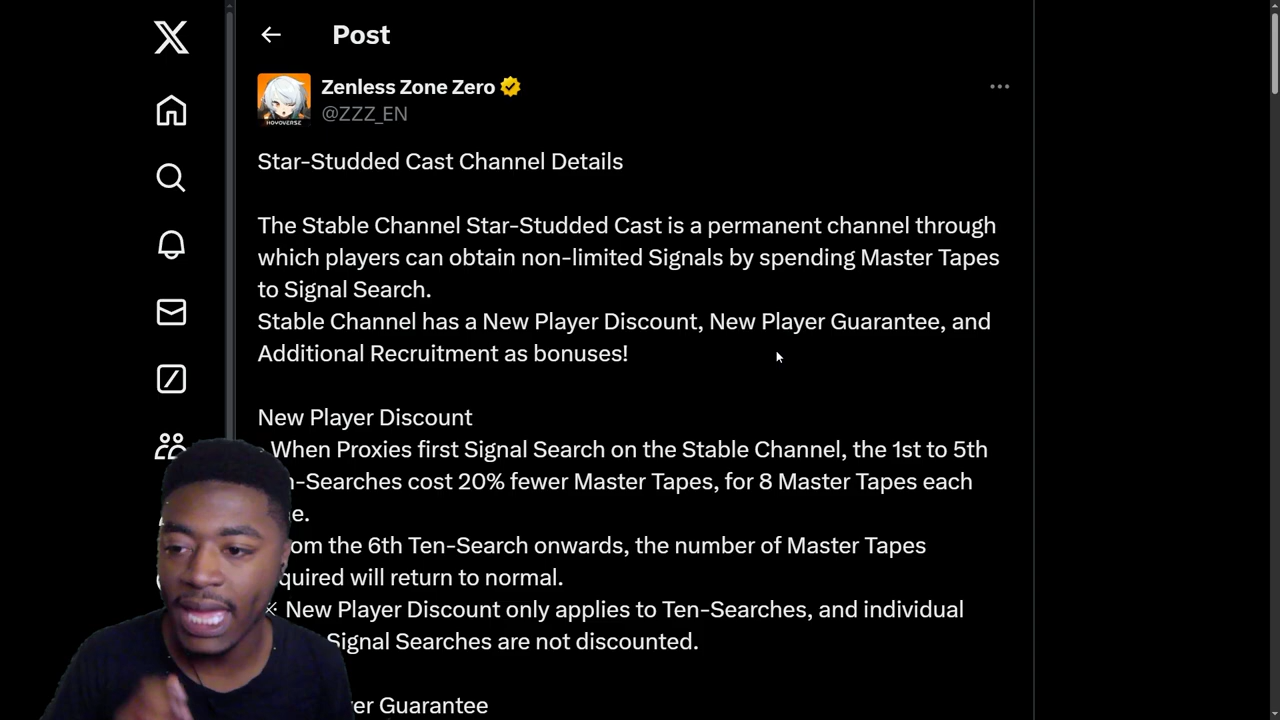 Post
Zenless Zone Zero
@ZZZ_EN
HOYOVERSE
Star-Studded Cast Channel Details
The Stable Channel Star-Studded Cast is a permanent channel through
which players can obtain non-limited Signals by spending Master Tapes
to Signal Search.
Stable Channel has a New Player Discount, New Player Guarantee, and
Additional Recruitment as bonuses!
New Player Discount
When Proxies first Signal Search on the Stable Channel, the 1st to 5th
n-Searches cost 20% fewer Master Tapes, for 8 Master Tapes each
e.
om the 6th Ten-Search onwards, the number of Master Tapes
quired will return to normal.
※ New Player Discount only applies to Ten-Searches, and individual
Signal Searches are not discounted.
er Guarantee